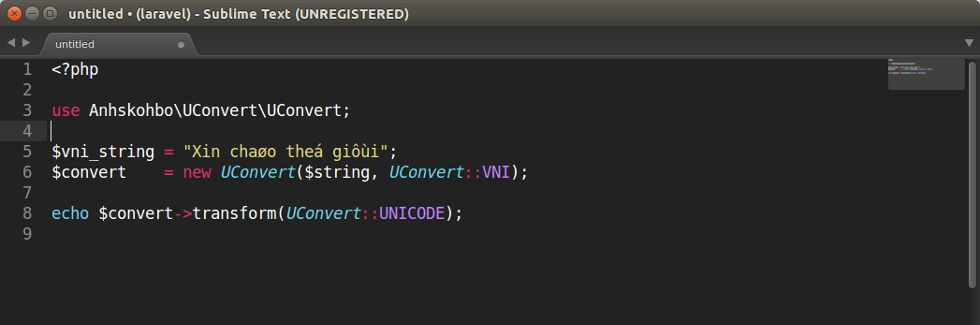 untitled • (laravel) - Sublime Text (UNREGISTERED)
untitled
1 <?php
2
3 use Anhskohbo\UConvert\UConvert;
4
5 $vni_string = "Xin chaøo theá giôùi";
6 $convert    = new UConvert($string, UConvert::VNI);
7
8 echo $convert->transform(UConvert::UNICODE);
9